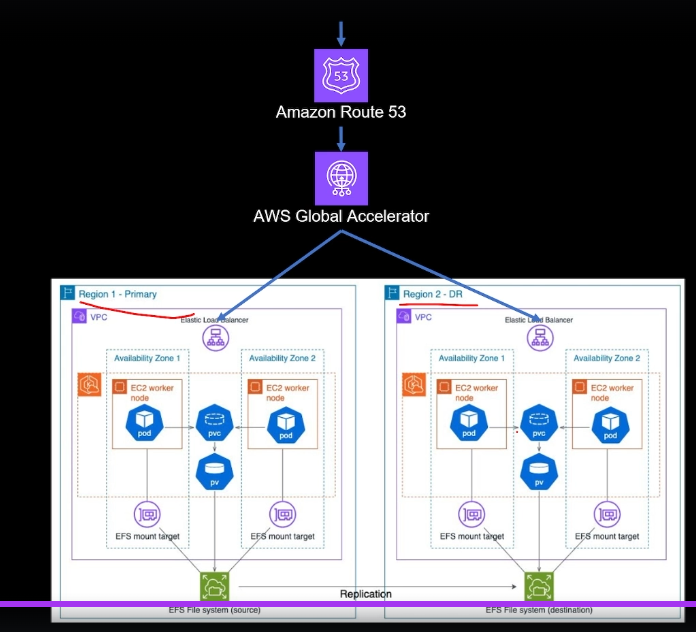 53
Amazon Route 53
AWS Global Accelerator
Region 1 - Primary
VPC
Elastic Load Balancer
Availability Zone 1
Availability Zone 2
EC2 worker
node
EC2 worker
node
pod
pvc
pod
pv
EFS mount target
EFS mount target
EFS File system (source)
Replication
Region 2 - DR
VPC
Elastic Load Balancer
Availability Zone 1
Availability Zone 2
EC2 worker
node
EC2 worker
node
pod
pvc
pod
pv
EFS mount target
EFS mount target
EFS File system (destination)